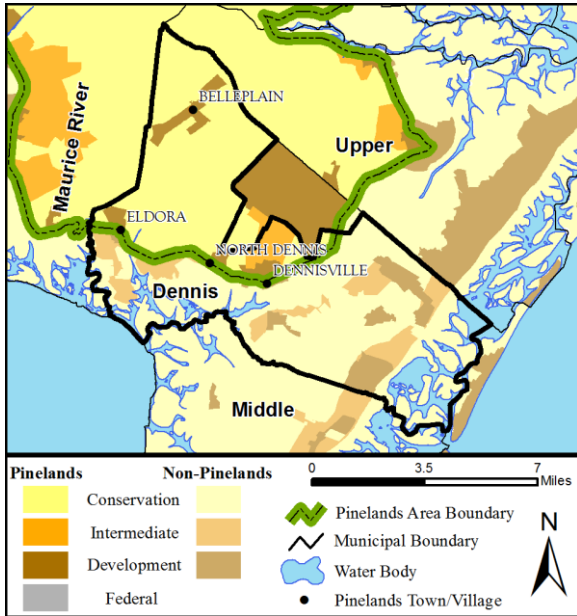 BELLEPLAIN
Upper
Maurice River
ELDORA
NORTH DENNIS
DENNISVILLE
Dennis
Middle
Pinelands
Non-Pinelands
Conservation
Intermediate
Development
Federal
0 3.5 7
Miles
Pinelands Area Boundary
Municipal Boundary
Water Body
Pinelands Town/Village
N